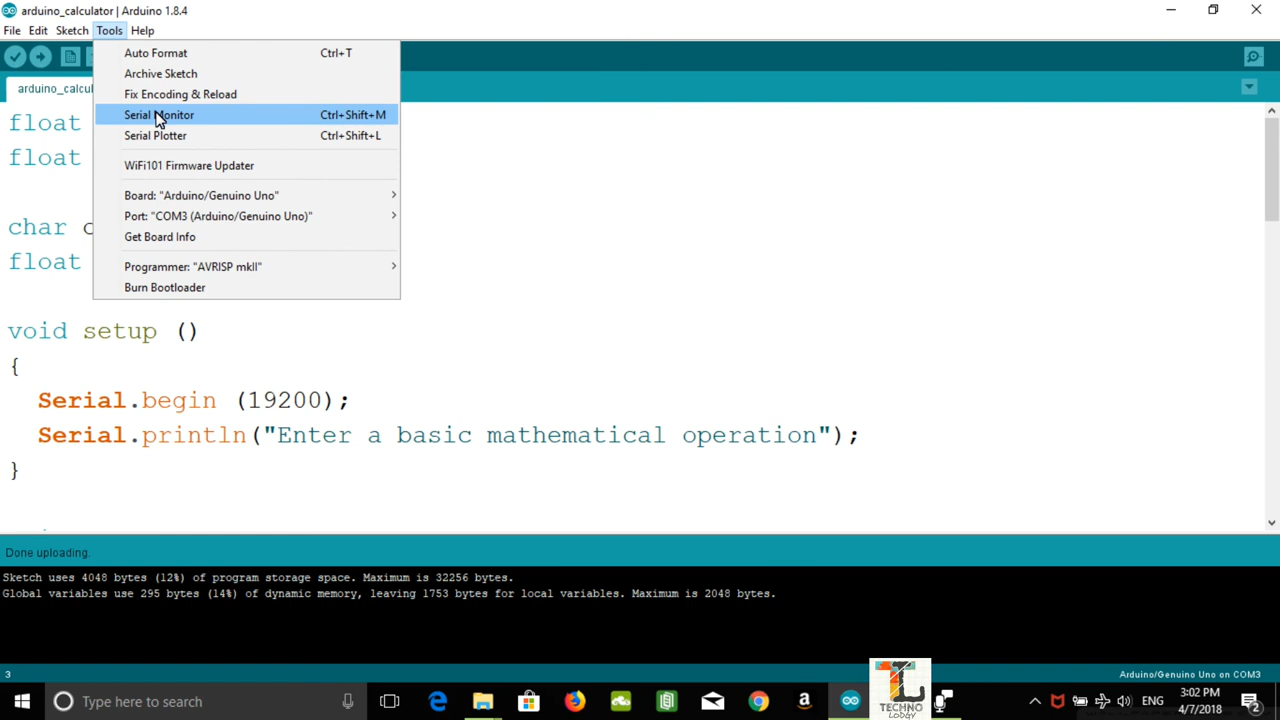 arduino_calculator | Arduino 1.8.4
File Edit Sketch Tools Help
Auto Format Ctrl+T
Archive Sketch
Fix Encoding & Reload
Serial Monitor Ctrl+Shift+M
Serial Plotter Ctrl+Shift+L
WiFi101 Firmware Updater
Board: "Arduino/Genuino Uno"
Port: "COM3 (Arduino/Genuino Uno)"
Get Board Info
Programmer: "AVRISP mkII"
Burn Bootloader
arduino_calcul
float
float
char c
float
void setup ()
{
Serial.begin (19200);
Serial.println("Enter a basic mathematical operation");
}
Done uploading.
Sketch uses 4048 bytes (12%) of program storage space. Maximum is 32256 bytes.
Global variables use 295 bytes (14%) of dynamic memory, leaving 1753 bytes for local variables. Maximum is 2048 bytes.
3 Arduino/Genuino Uno on COM3
Type here to search
TECHNO
LODGY
ENG
3:02 PM
4/7/2018
2